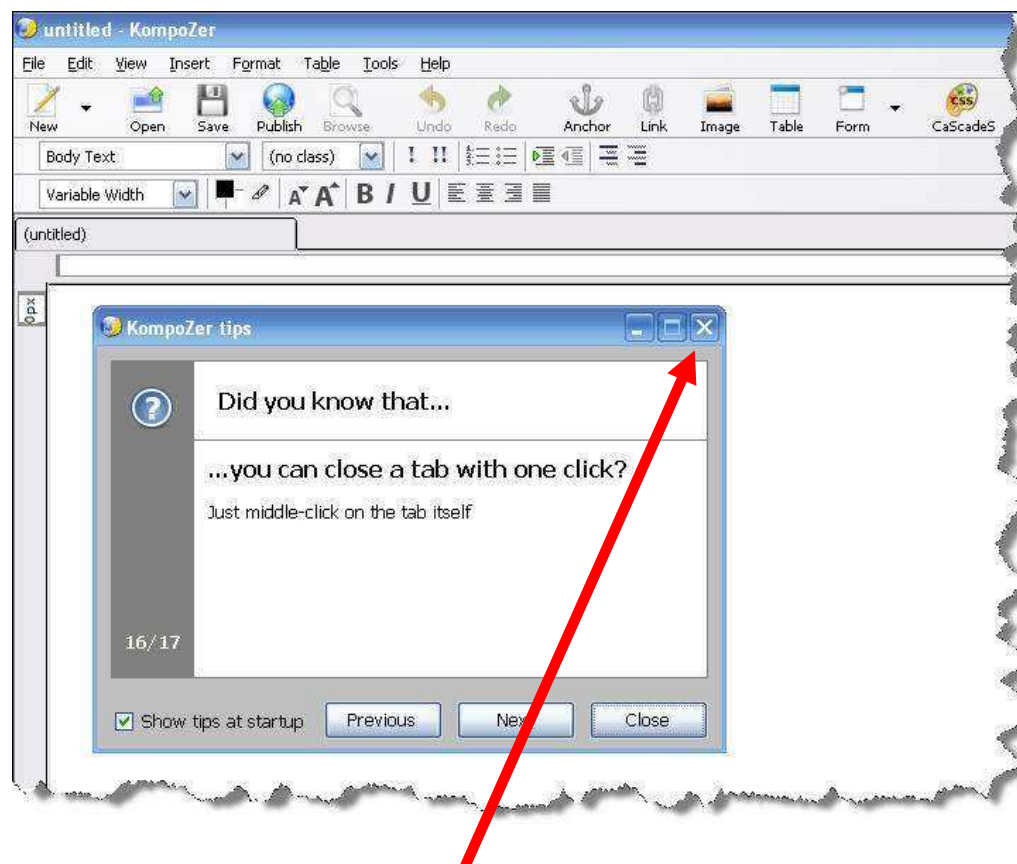 untitled - KompoZer
File Edit View Insert Format Table Tools Help
New Open Save Publish Browse Undo Redo Anchor Link Image Table Form CaScadeS
Body Text (no class) ! !!
Variable Width A A B I U
(untitled)
0px
KompoZer tips
? Did you know that...
...you can close a tab with one click?
Just middle-click on the tab itself
16/17
Show tips at startup Previous Close